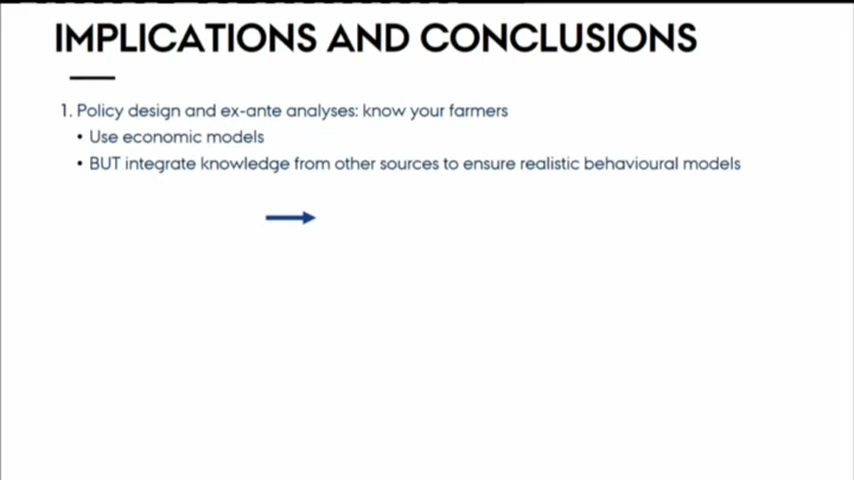 IMPLICATIONS AND CONCLUSIONS
1. Policy design and ex-ante analyses: know your farmers
• Use economic models
• BUT integrate knowledge from other sources to ensure realistic behavioural models